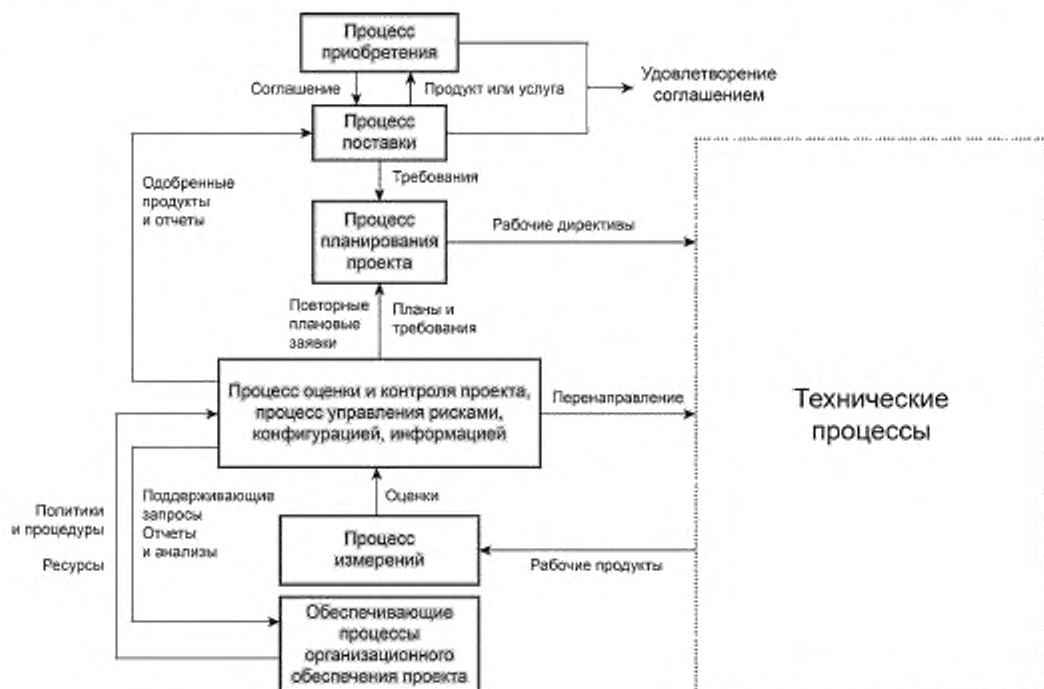 Процесс
приобретения
Соглашение
Продукт или услуга
Удовлетворение
соглашением
Процесс
поставки
Требования
Одобренные
продукты
и отчеты
Процесс
планирования
проекта
Рабочие директивы
Повторные
плановые
заявки
Планы и
требования
Процесс оценки и контроля проекта,
процесс управления рисками,
конфигурацией, информацией
Перенаправление
Технические
процессы
Политики
и процедуры
Ресурсы
Поддерживающие
запросы
Отчеты
и анализы
Оценки
Процесс
измерений
Рабочие продукты
Обеспечивающие
процессы
организационного
обеспечения проекта